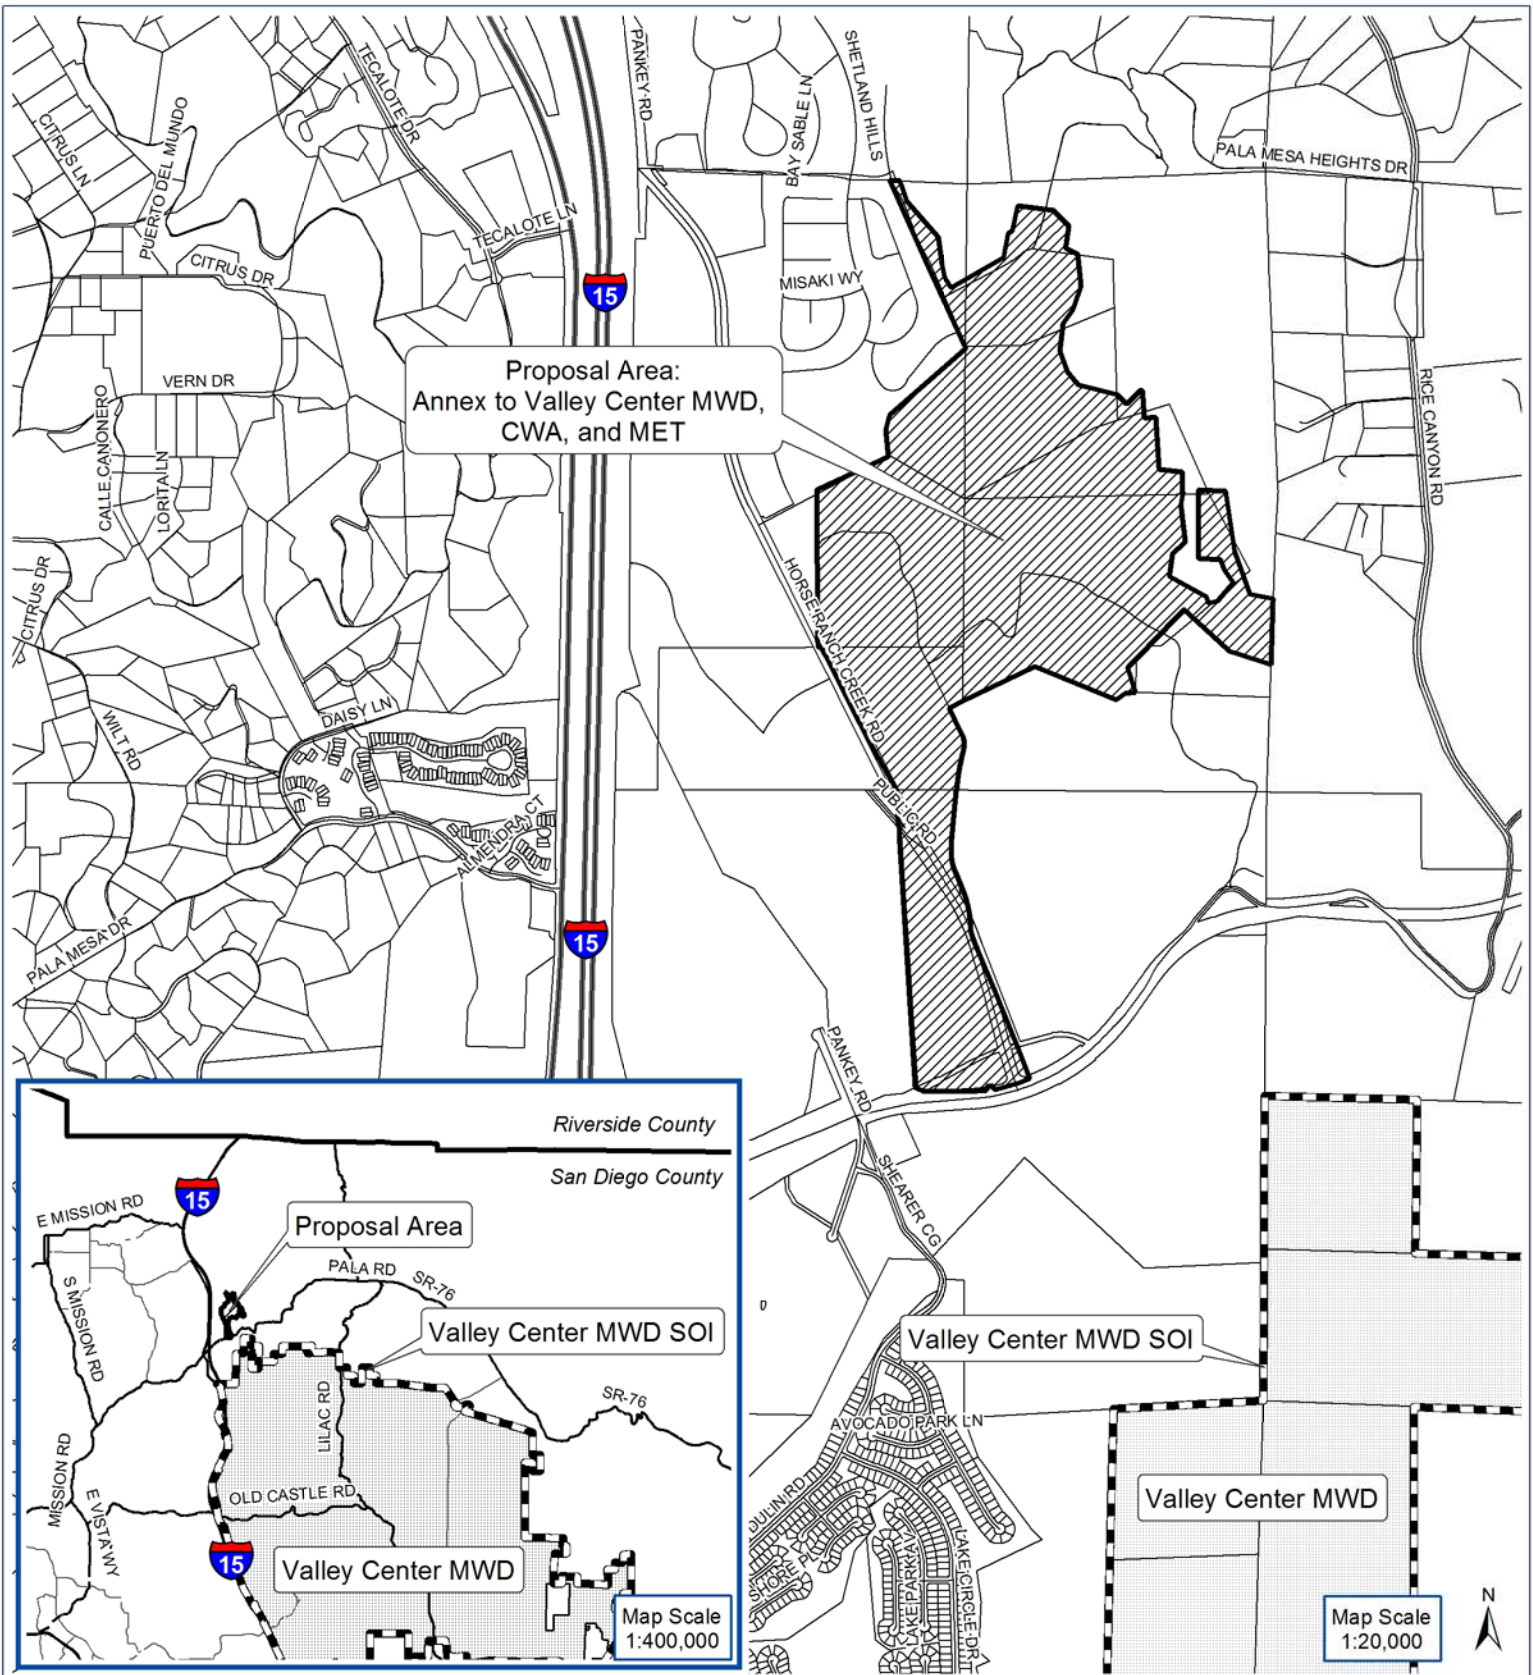 TECALOTE DR
PANKEY RD
BAY SABLE LN
SHETLAND HILLS
CITRUS LN
PUERTO DEL MUNDO
PALA MESA HEIGHTS DR
TECALOTE LN
CITRUS DR
MISAKI WY
15
Proposal Area:
Annex to Valley Center MWD,
CWA, and MET
VERN DR
CALLE CANONERO
LORITA LN
RICE CANYON RD
CITRUS DR
HORSE RANCH CREEK RD
WILT RD
DAISY LN
PUBLIC RD
ALMENDRA CT
PALA MESA DR
15
PANKEY RD
SHEARER CG
Valley Center MWD SOI
AVOCADO PARK LN
DULIN RD
SHORE P
LAKE PARK
LAKE CIRCLE DR
Valley Center MWD
Map Scale
1:20,000
N
Riverside County
San Diego County
15
E MISSION RD
Proposal Area
S MISSION RD
PALA RD
SR-76
Valley Center MWD SOI
SR-76
LILAC RD
MISSION RD
E VISTA WY
OLD CASTLE RD
15
Valley Center MWD
Map Scale
1:400,000